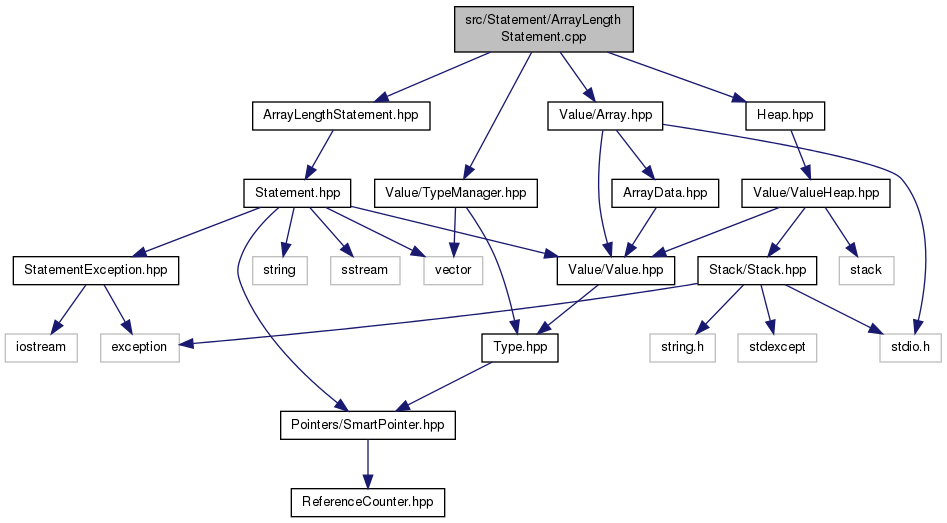 src/Statement/ArrayLength
Statement.cpp
ArrayLengthStatement.hpp
Value/Array.hpp
Heap.hpp
Statement.hpp
Value/TypeManager.hpp
ArrayData.hpp
Value/ValueHeap.hpp
StatementException.hpp
string
sstream
vector
Value/Value.hpp
Stack/Stack.hpp
stack
iostream
exception
Type.hpp
string.h
stdexcept
stdio.h
Pointers/SmartPointer.hpp
ReferenceCounter.hpp